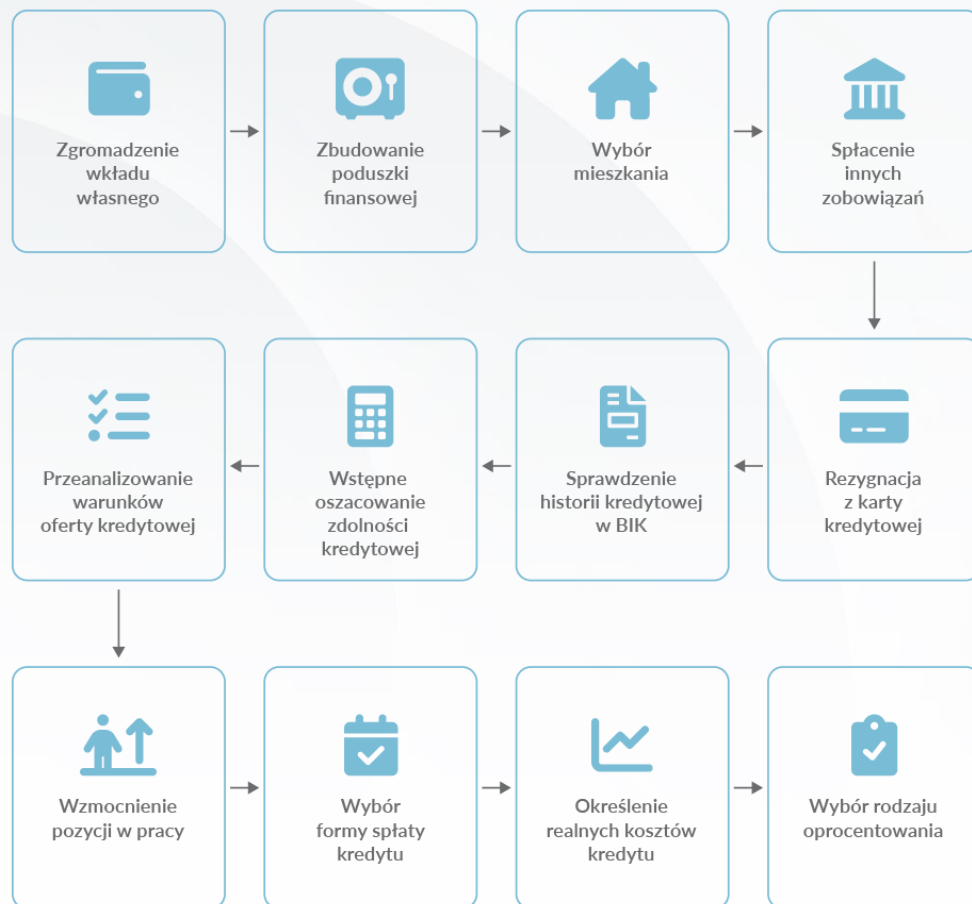 Zgromadzenie
wkładu
własnego
Zbudowanie
poduszki
finansowej
Wybór
mieszkania
Spłacenie
innych
zobowiązań
Rezygnacja
z karty
kredytowej
Sprawdzenie
historii kredytowej
w BIK
Wstępne
oszacowanie
zdolności
kredytowej
Przeanalizowanie
warunków
oferty kredytowej
Wzmocnienie
pozycji w pracy
Wybór
formy spłaty
kredytu
Określenie
realnych kosztów
kredytu
Wybór rodzaju
oprocentowania